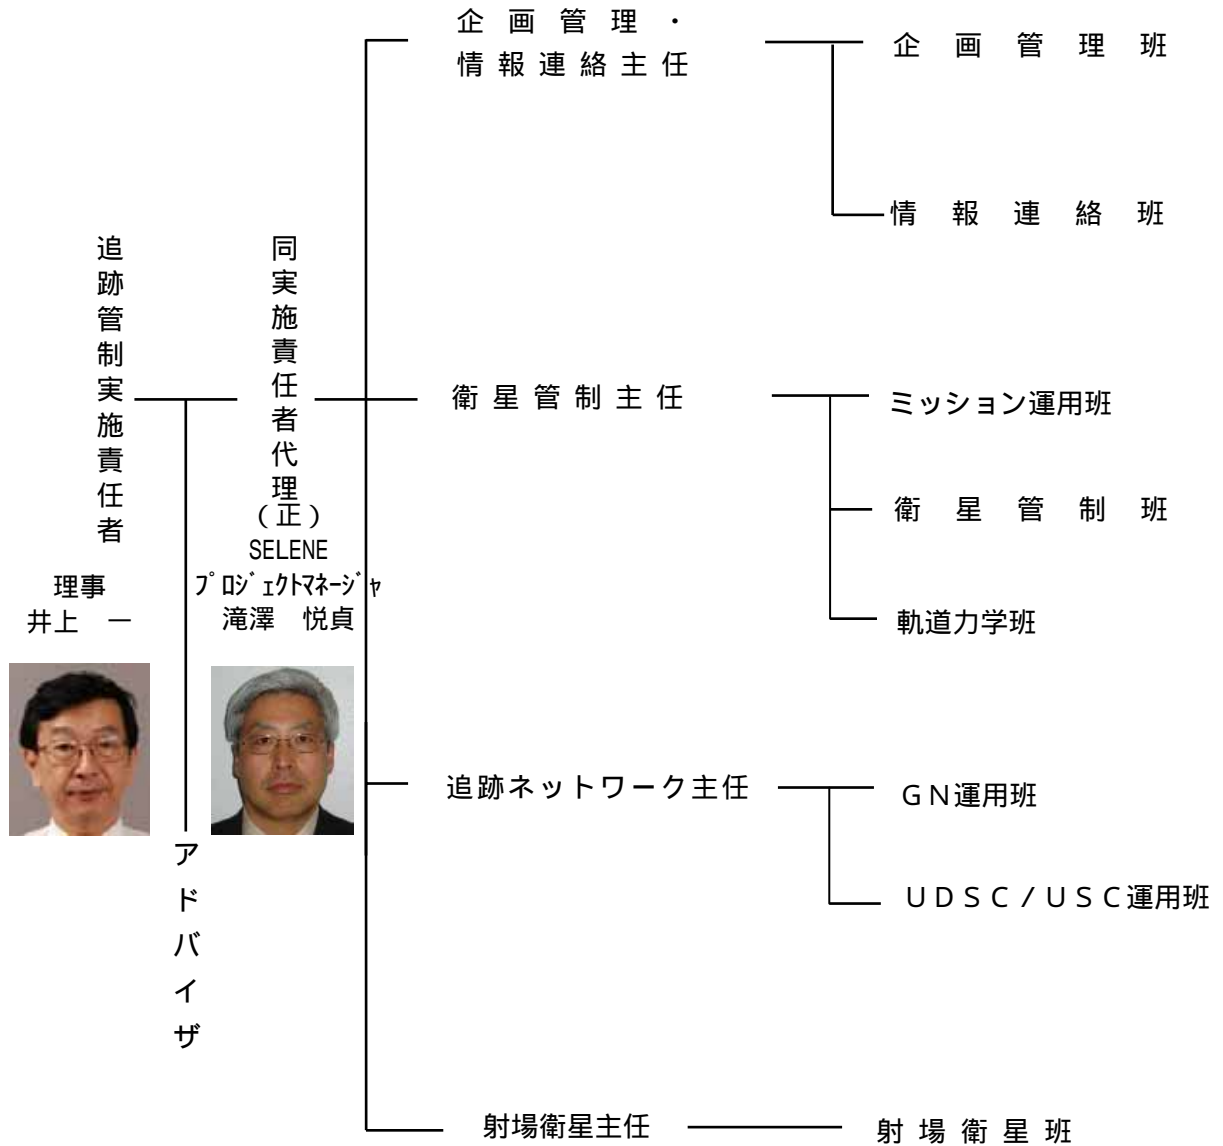 追跡管制実施責任者
理事
井上　一
アドバイザ
同実施責任者代理
（正）
SELENE
ﾌﾟﾛｼﾞｪｸﾄﾏﾈｰｼﾞｬ
滝澤　悦貞
企画管理・
情報連絡主任
企画管理班
情報連絡班
衛星管制主任
ミッション運用班
衛星管制班
軌道力学班
追跡ネットワーク主任
ＧＮ運用班
ＵＤＳＣ／ＵＳＣ運用班
射場衛星主任
射場衛星班